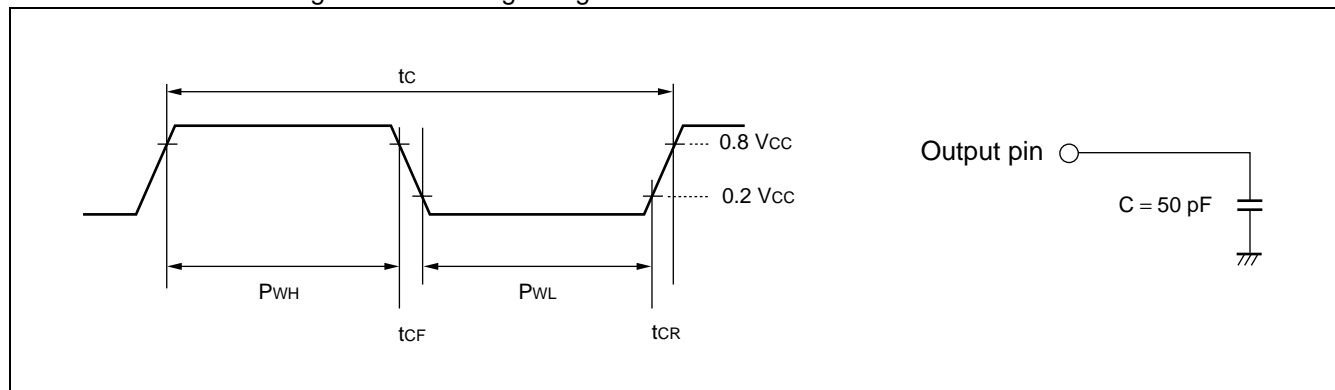 tC
0.8 VCC
0.2 VCC
PWH
PWL
tCF
tCR
Output pin
C = 50 pF